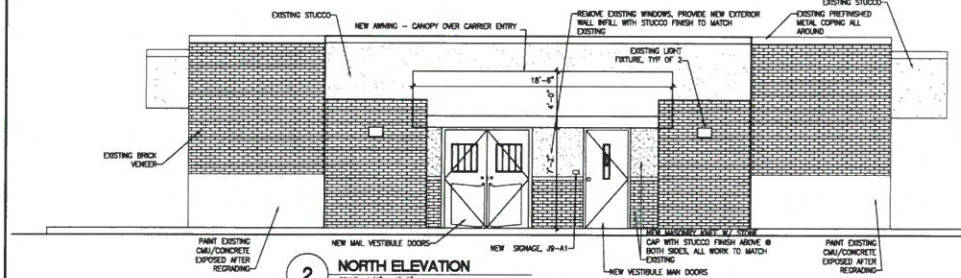 EXISTING STUCCO
NEW AWNING – CANOPY OVER CARRIER ENTRY
REMOVE EXISTING WINDOWS, PROVIDE NEW EXTERIOR
WALL INFILL WITH STUCCO FINISH TO MATCH
EXISTING
EXISTING STUCCO
EXISTING PREFINISHED
METAL COPING ALL
AROUND
EXISTING LIGHT
FIXTURE, TYP OF 2
18'-8"
4'-0"
EXISTING BRICK
VENEER
PAINT EXISTING
CMU/CONCRETE
EXPOSED AFTER
REGRADING
NEW MAIL VESTIBULE DOORS
NEW SIGNAGE, J9-A1
NEW MASONRY
CAP WITH STUCCO FINISH ABOVE @
BOTH SIDES, ALL WORK TO MATCH
EXISTING
NEW VESTIBULE MAN DOORS
PAINT EXISTING
CMU/CONCRETE
EXPOSED AFTER
REGRADING
2
NORTH ELEVATION